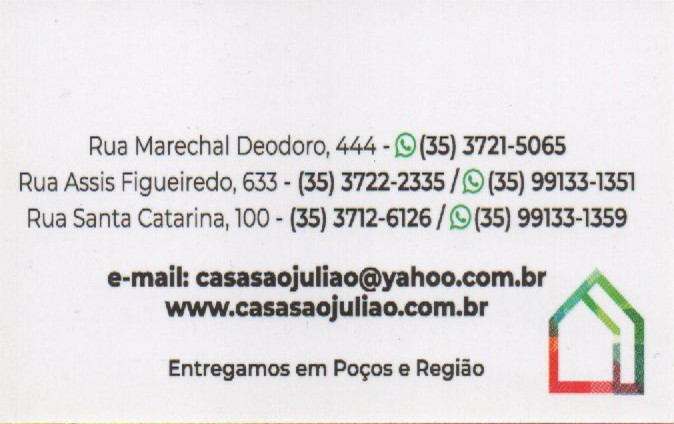 Rua Marechal Deodoro, 444 - (35) 3721-5065
Rua Assis Figueiredo, 633 - (35) 3722-2335 / (35) 99133-1351
Rua Santa Catarina, 100 - (35) 3712-6126 / (35) 99133-1359
e-mail: casasaojuliao@yahoo.com.br
www.casasaojuliao.com.br
Entregamos em Poços e Região